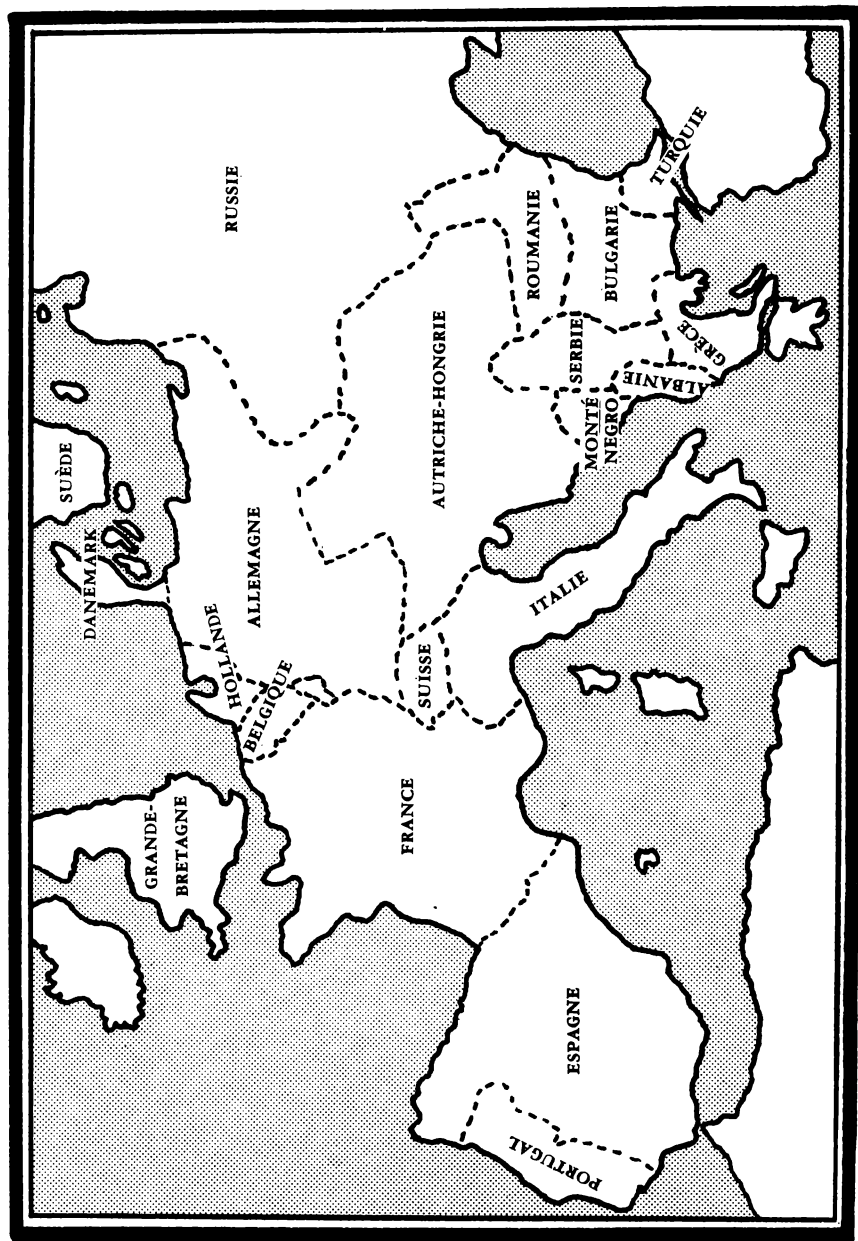 SUÈDE
DANEMARK
RUSSIE
GRANDE-
BRETAGNE
HOLLANDE
ALLEMAGNE
BELGIQUE
FRANCE
SUISSE
AUTRICHE-HONGRIE
ROUMANIE
ITALIE
SERBIE
BULGARIE
MONTÉ
NEGRO
ALBANIE
TURQUIE
GRÈCE
ESPAGNE
PORTUGAL